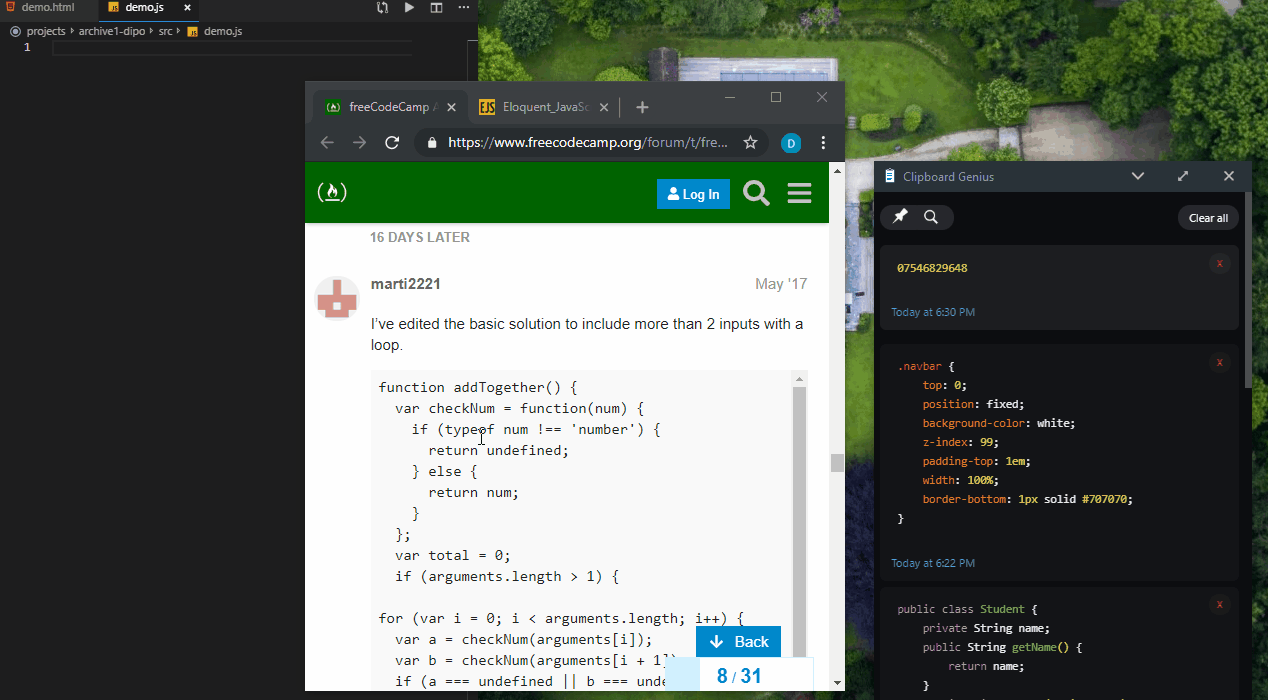 demo.html
demo.js
projects archive1-dipo src demo.js
1
freeCodeCamp
Eloquent_JavaSc
https://www.freecodecamp.org/forum/t/fre...
D
Log In
16 DAYS LATER
marti2221
May '17
I've edited the basic solution to include more than 2 inputs with a
loop.
function addTogether() {
var checkNum = function(num) {
if (typeof num !== 'number') {
return undefined;
} else {
return num;
}
};
var total = 0;
if (arguments.length > 1) {
for (var i = 0; i < arguments.length; i++) {
var a = checkNum(arguments[i]);
var b = checkNum(arguments[i + 1]
if (a === undefined || b === unde
Back
8 / 31
Clipboard Genius
Clear all
07546829648
x
Today at 6:30 PM
x
.navbar {
top: 0;
position: fixed;
background-color: white;
z-index: 99;
padding-top: 1em;
width: 100%;
border-bottom: 1px solid #707070;
}
Today at 6:22 PM
x
public class Student {
private String name;
public String getName() {
return name;
}